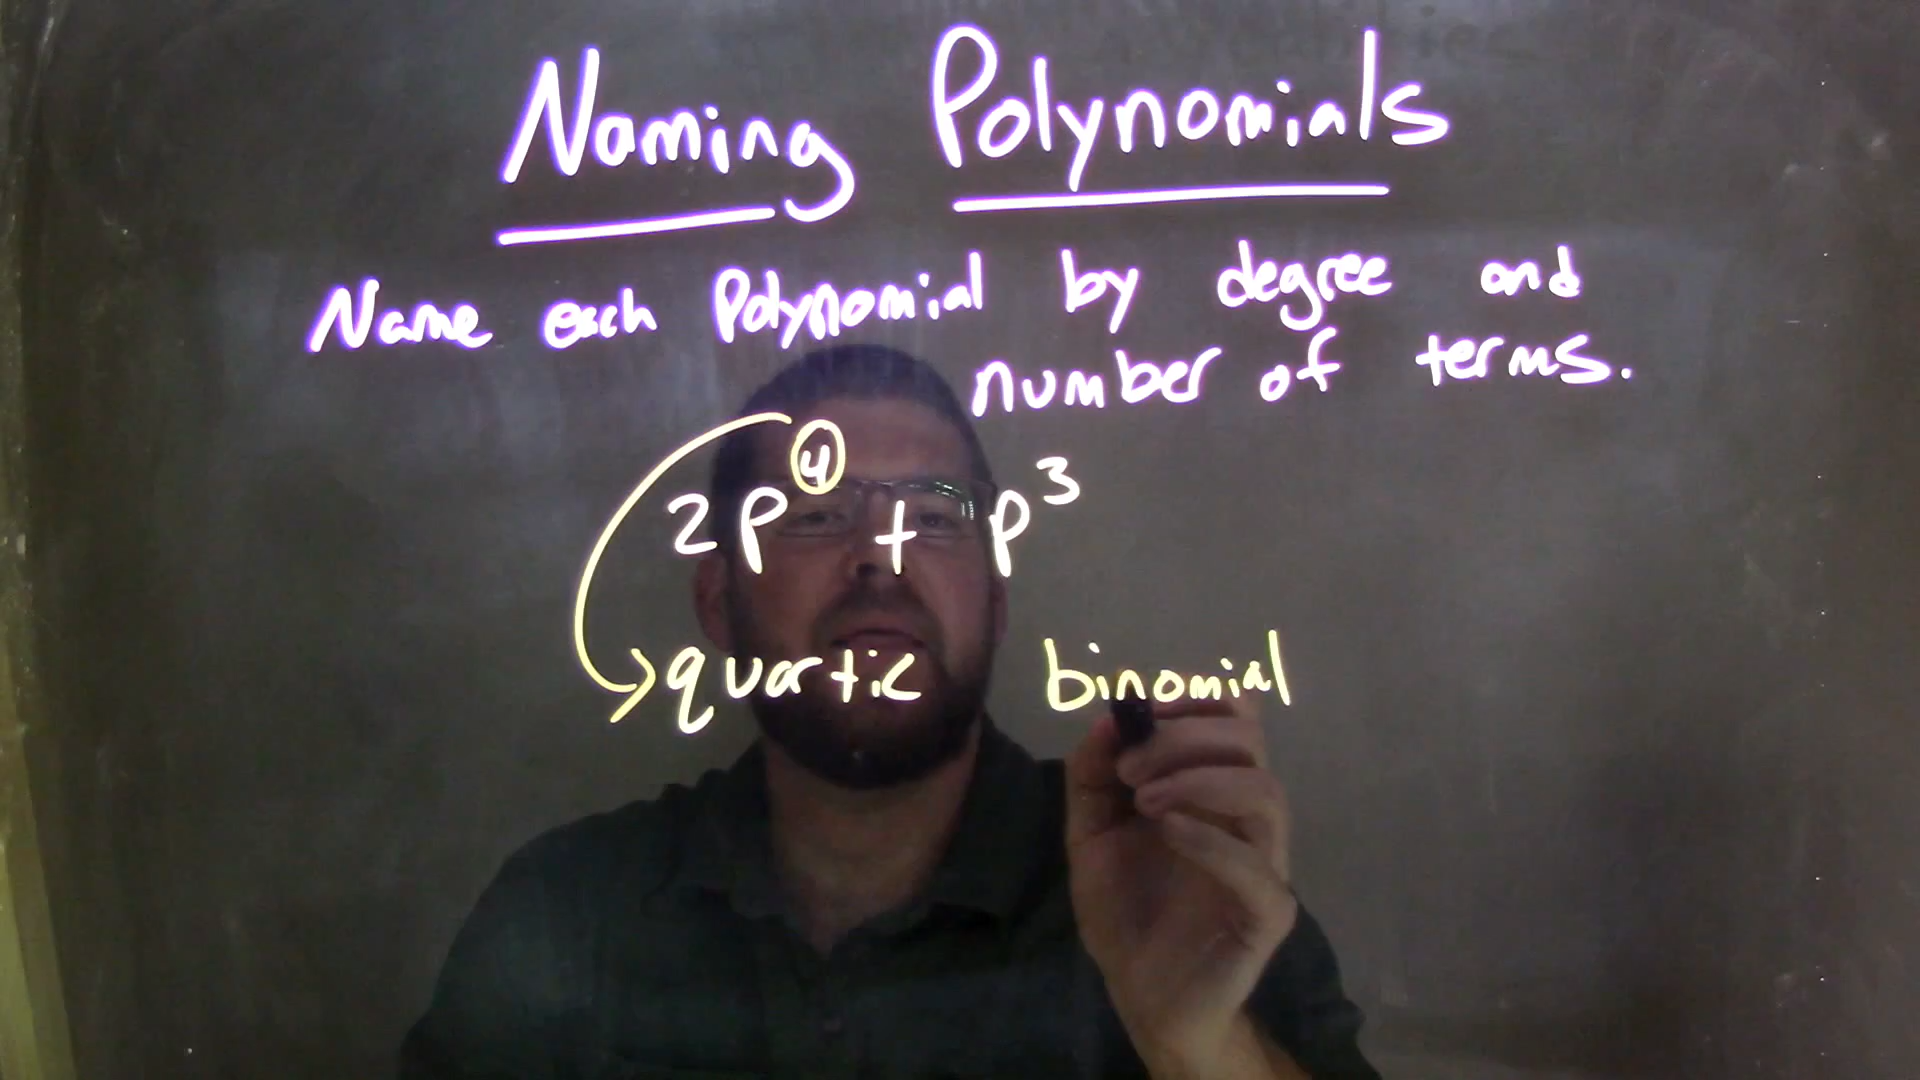 Naming Polynomials
Name each Polynomial by degree and
number of terms.
2p⁴ + p³
quartic binomial